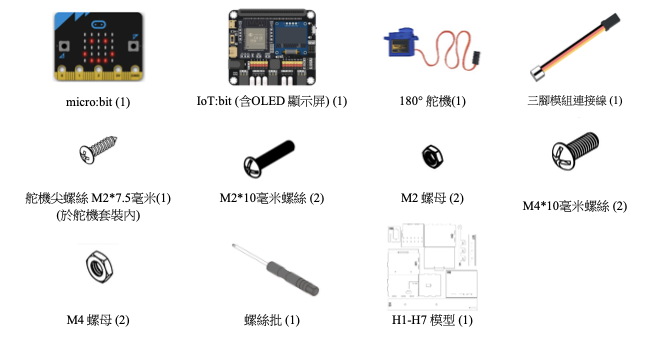 micro:bit (1)
IoT:bit (含OLED 顯示屏) (1)
180° 舵機(1)
三腳模組連接線 (1)
舵機尖螺絲 M2*7.5毫米(1)
(於舵機套裝內)
M2*10毫米螺絲 (2)
M2 螺母 (2)
M4*10毫米螺絲 (2)
M4 螺母 (2)
螺絲批 (1)
H1-H7 模型 (1)